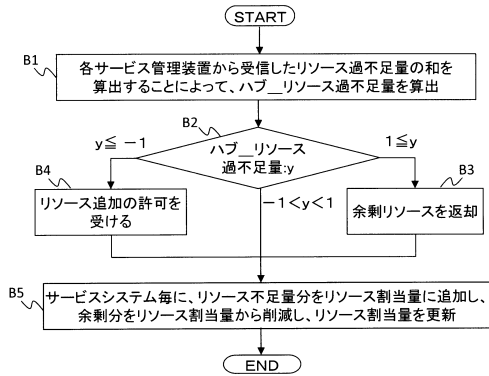 START
B1
各サービス管理装置から受信したリソース過不足量の和を
算出することによって、ハブ__リソース過不足量を算出
B2
ハブ__リソース
過不足量:y
y≦ −1
1≦y
−1<y<1
B4
リソース追加の許可を
受ける
B3
余剰リソースを返却
B5
サービスシステム毎に、リソース不足量分をリソース割当量に追加し、
余剰分をリソース割当量から削減し、リソース割当量を更新
END